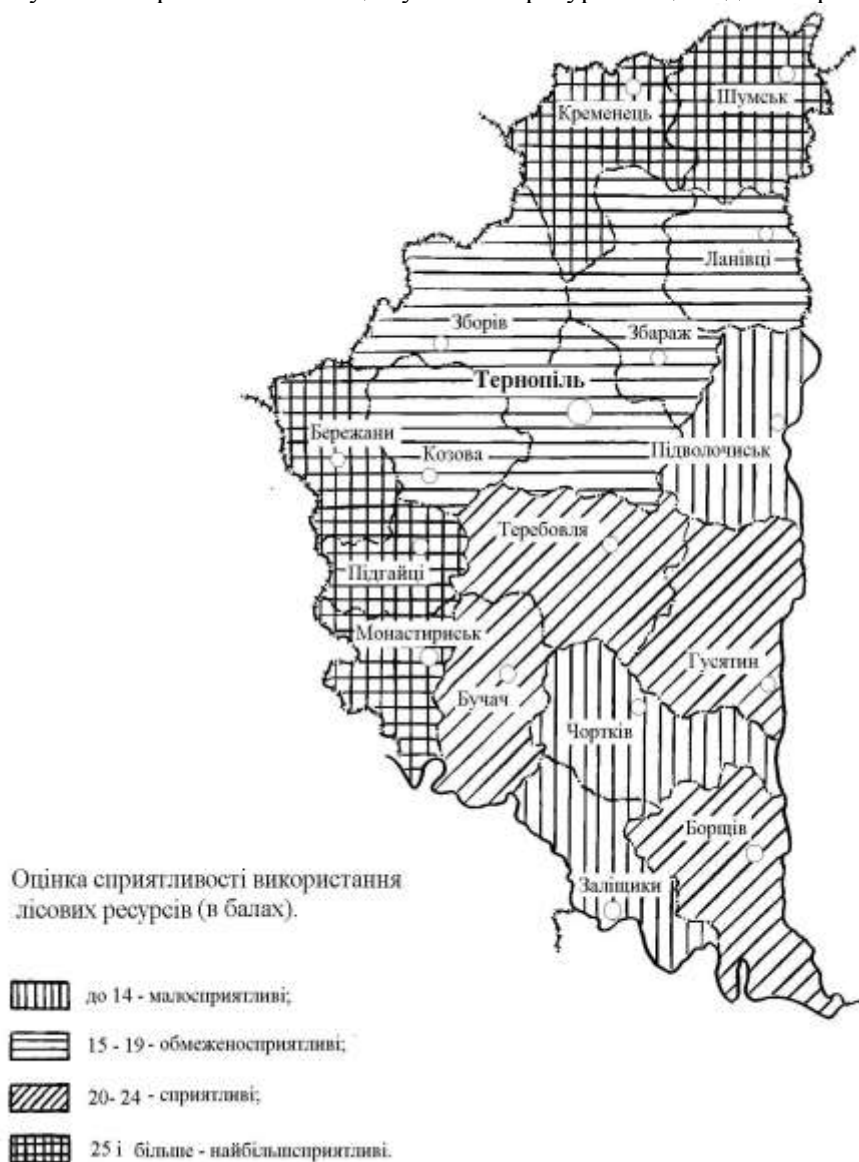 Кременець
Шумськ
Ланівці
Зборів
Збараж
Тернопіль
Бережани
Козова
Підволочиськ
Теребовля
Підгайці
Монастириськ
Гусятин
Бучач
Чортків
Борщів
Заліщики
Оцінка сприятливості використання
лісових ресурсів (в балах).
до 14 - малосприятливі;
15 - 19 - обмеженосприятливі;
20- 24 - сприятливі;
25 і більше - найбільшсприятливі.